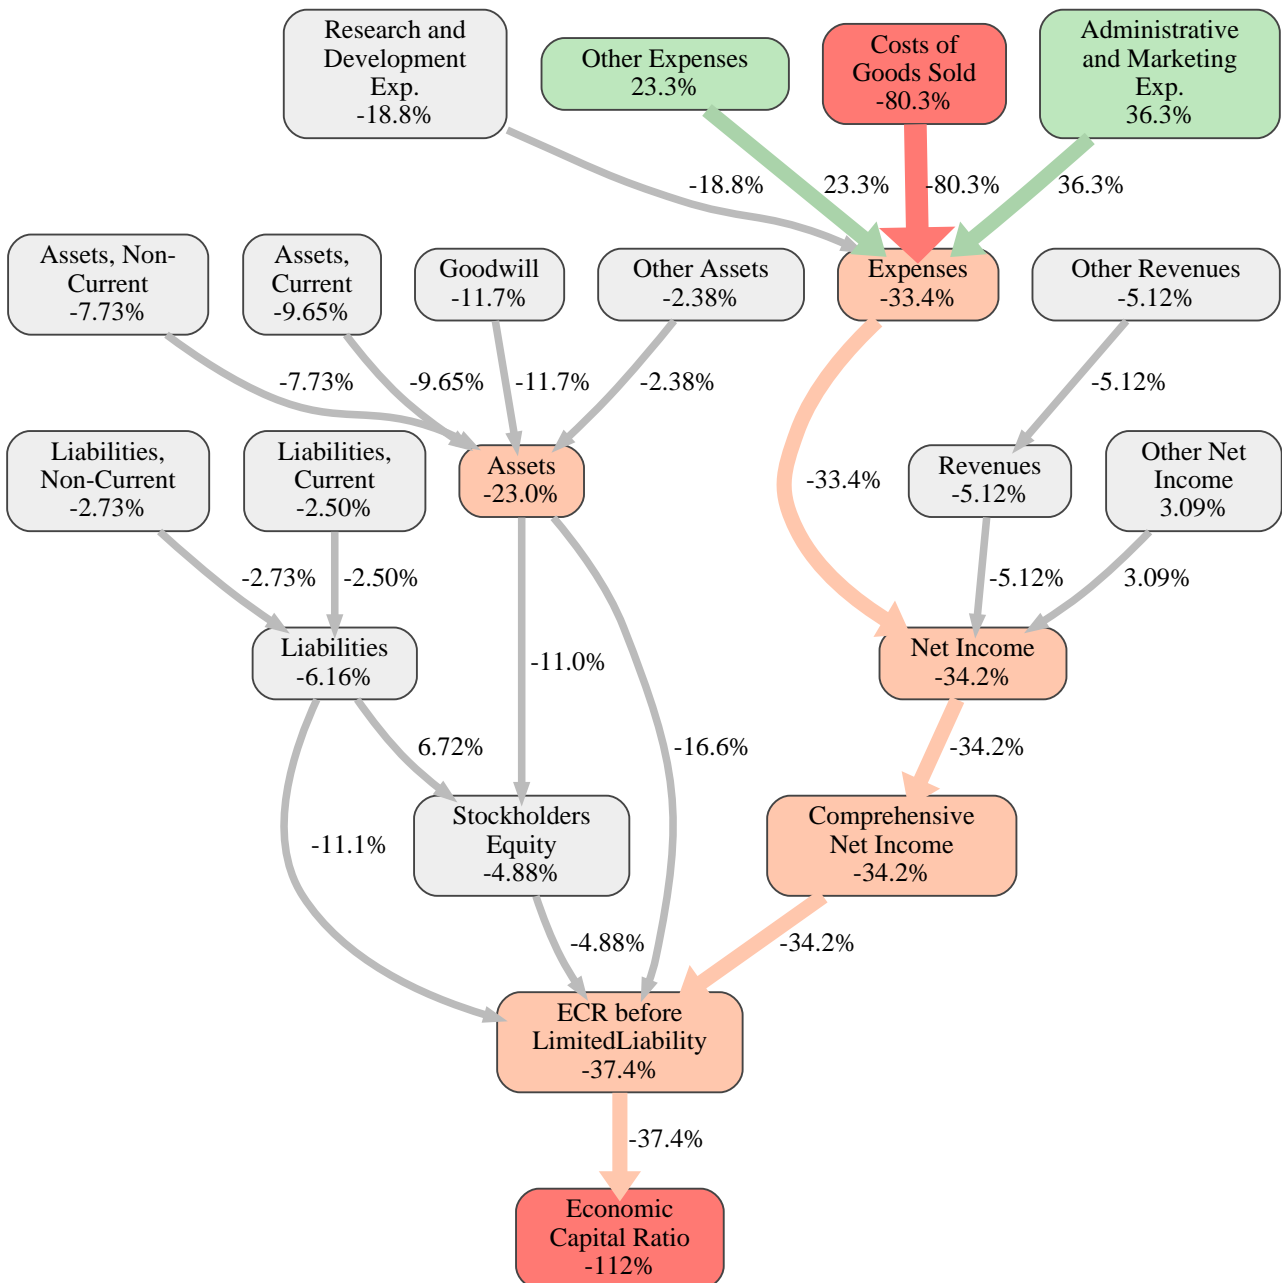 Research and
Development
Exp.
-18.8%
Other Expenses
23.3%
Costs of
Goods Sold
-80.3%
Administrative
and Marketing
Exp.
36.3%
-18.8%
23.3%
-80.3%
36.3%
Assets, Non-
Current
-7.73%
Assets,
Current
-9.65%
Goodwill
-11.7%
Other Assets
-2.38%
Expenses
-33.4%
Other Revenues
-5.12%
-7.73%
-9.65%
-11.7%
-2.38%
-5.12%
Liabilities,
Non-Current
-2.73%
Liabilities,
Current
-2.50%
Assets
-23.0%
-33.4%
Revenues
-5.12%
Other Net
Income
3.09%
-2.73%
-2.50%
-5.12%
3.09%
Liabilities
-6.16%
-11.0%
Net Income
-34.2%
6.72%
-16.6%
-34.2%
-11.1%
Stockholders
Equity
-4.88%
Comprehensive
Net Income
-34.2%
-4.88%
-34.2%
ECR before
LimitedLiability
-37.4%
-37.4%
Economic
Capital Ratio
-112%